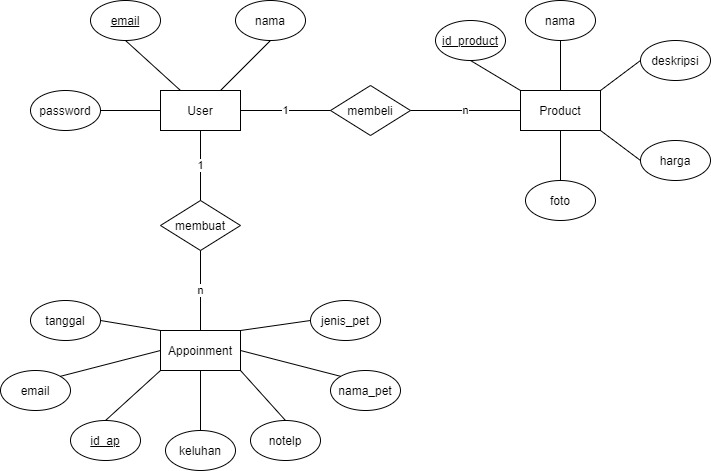 email
nama
nama
id_product
deskripsi
password
User
1
membeli
n
Product
harga
1
foto
membuat
n
tanggal
jenis_pet
Appoinment
email
nama_pet
id_ap
keluhan
notelp